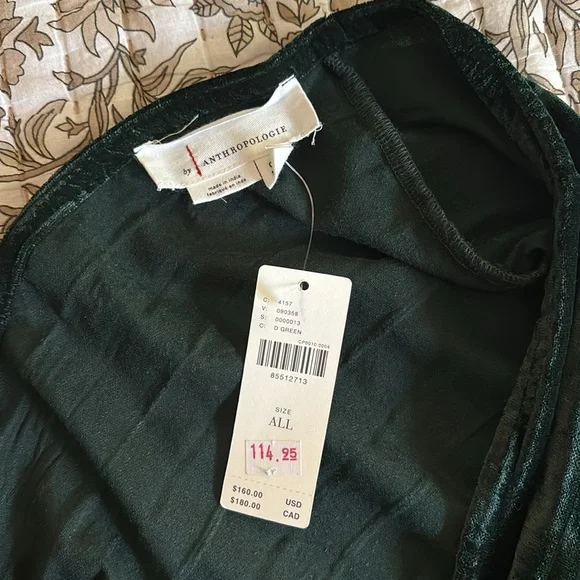 by ANTHROPOLOGIE
made in india
fabriqué en inde
4157
090358
0000013
D GREEN
CP8010 0004
85512713
SIZE
ALL
114.95
$160.00 USD
$180.00 CAD